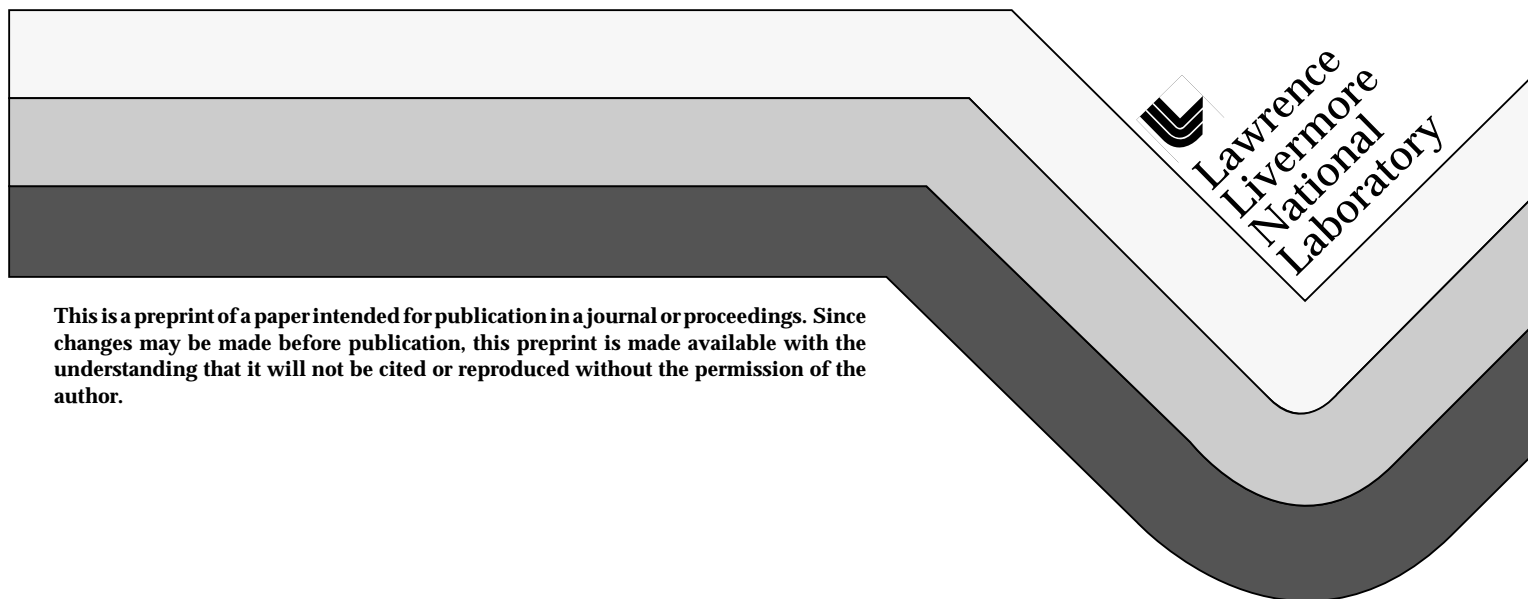 Lawrence
Livermore
National
Laboratory
This is a preprint of a paper intended for publication in a journal or proceedings. Since
changes may be made before publication, this preprint is made available with the
understanding that it will not be cited or reproduced without the permission of the
author.